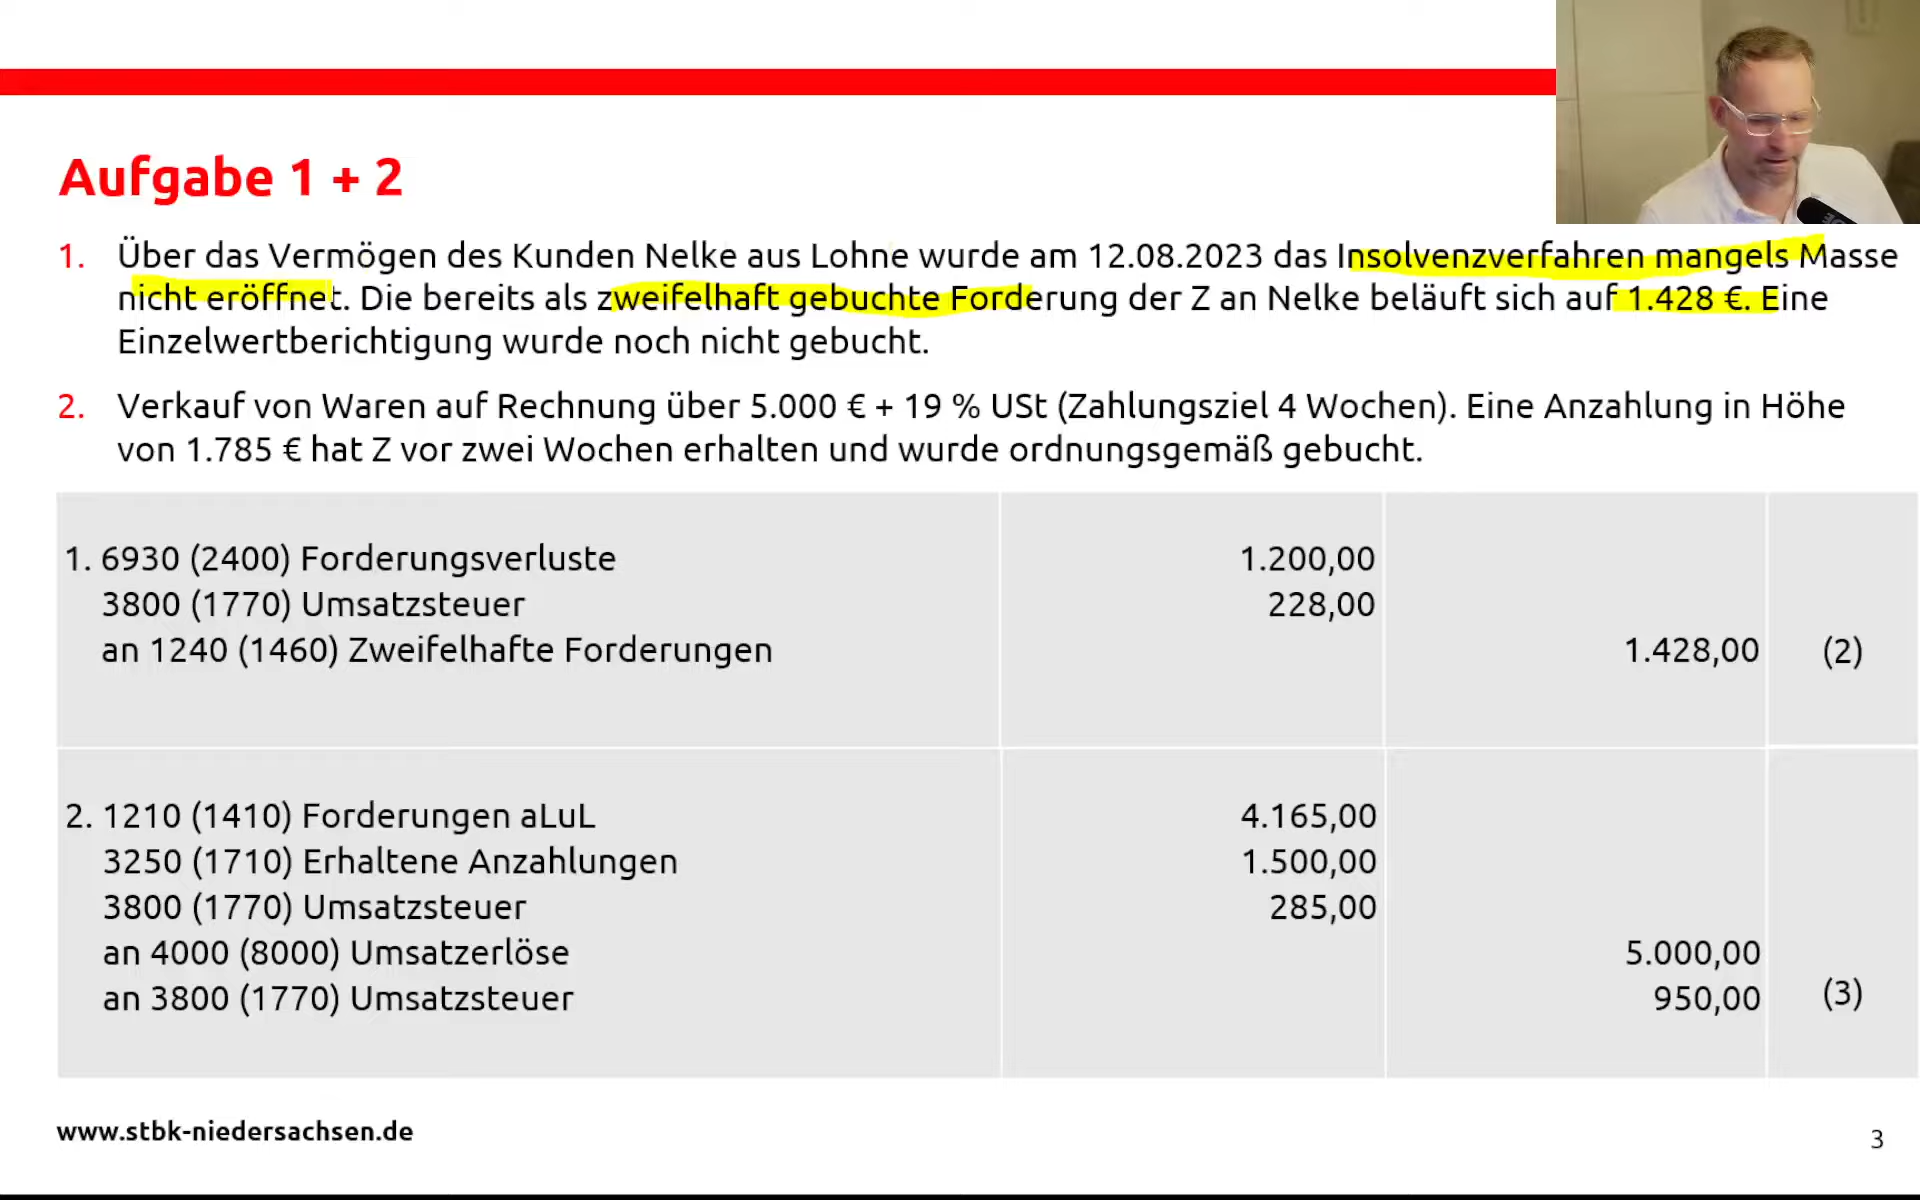 Aufgabe 1 + 2
1. Über das Vermögen des Kunden Nelke aus Lohne wurde am 12.08.2023 das Insolvenzverfahren mangels Masse
nicht eröffnet. Die bereits als zweifelhaft gebuchte Forderung der Z an Nelke beläuft sich auf 1.428 €. Eine
Einzelwertberichtigung wurde noch nicht gebucht.
2. Verkauf von Waren auf Rechnung über 5.000 € + 19 % USt (Zahlungsziel 4 Wochen). Eine Anzahlung in Höhe
von 1.785 € hat Z vor zwei Wochen erhalten und wurde ordnungsgemäß gebucht.
1. 6930 (2400) Forderungsverluste 1.200,00
3800 (1770) Umsatzsteuer 228,00
an 1240 (1460) Zweifelhafte Forderungen 1.428,00 (2)
2. 1210 (1410) Forderungen aLuL 4.165,00
3250 (1710) Erhaltene Anzahlungen 1.500,00
3800 (1770) Umsatzsteuer 285,00
an 4000 (8000) Umsatzerlöse 5.000,00
an 3800 (1770) Umsatzsteuer 950,00 (3)
www.stbk-niedersachsen.de
3